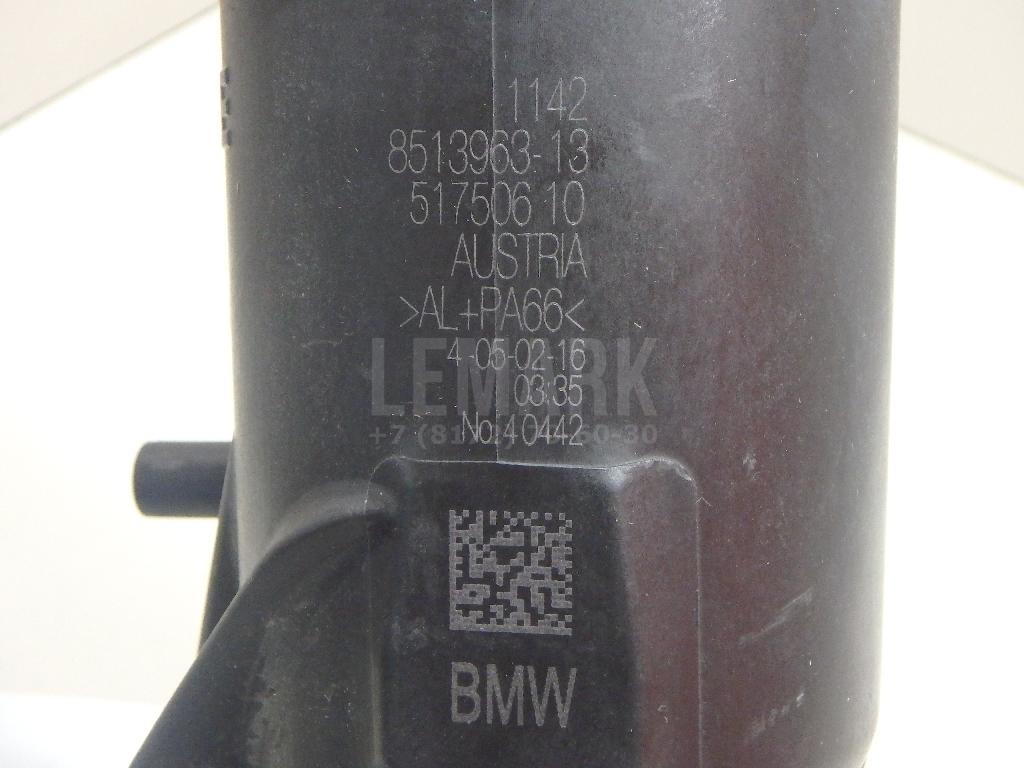 1142
8513963-13
517506 10
AUSTRIA
>AL+PA66<
4-05-02-16
03:35
No:40442
LEMARK
BMW